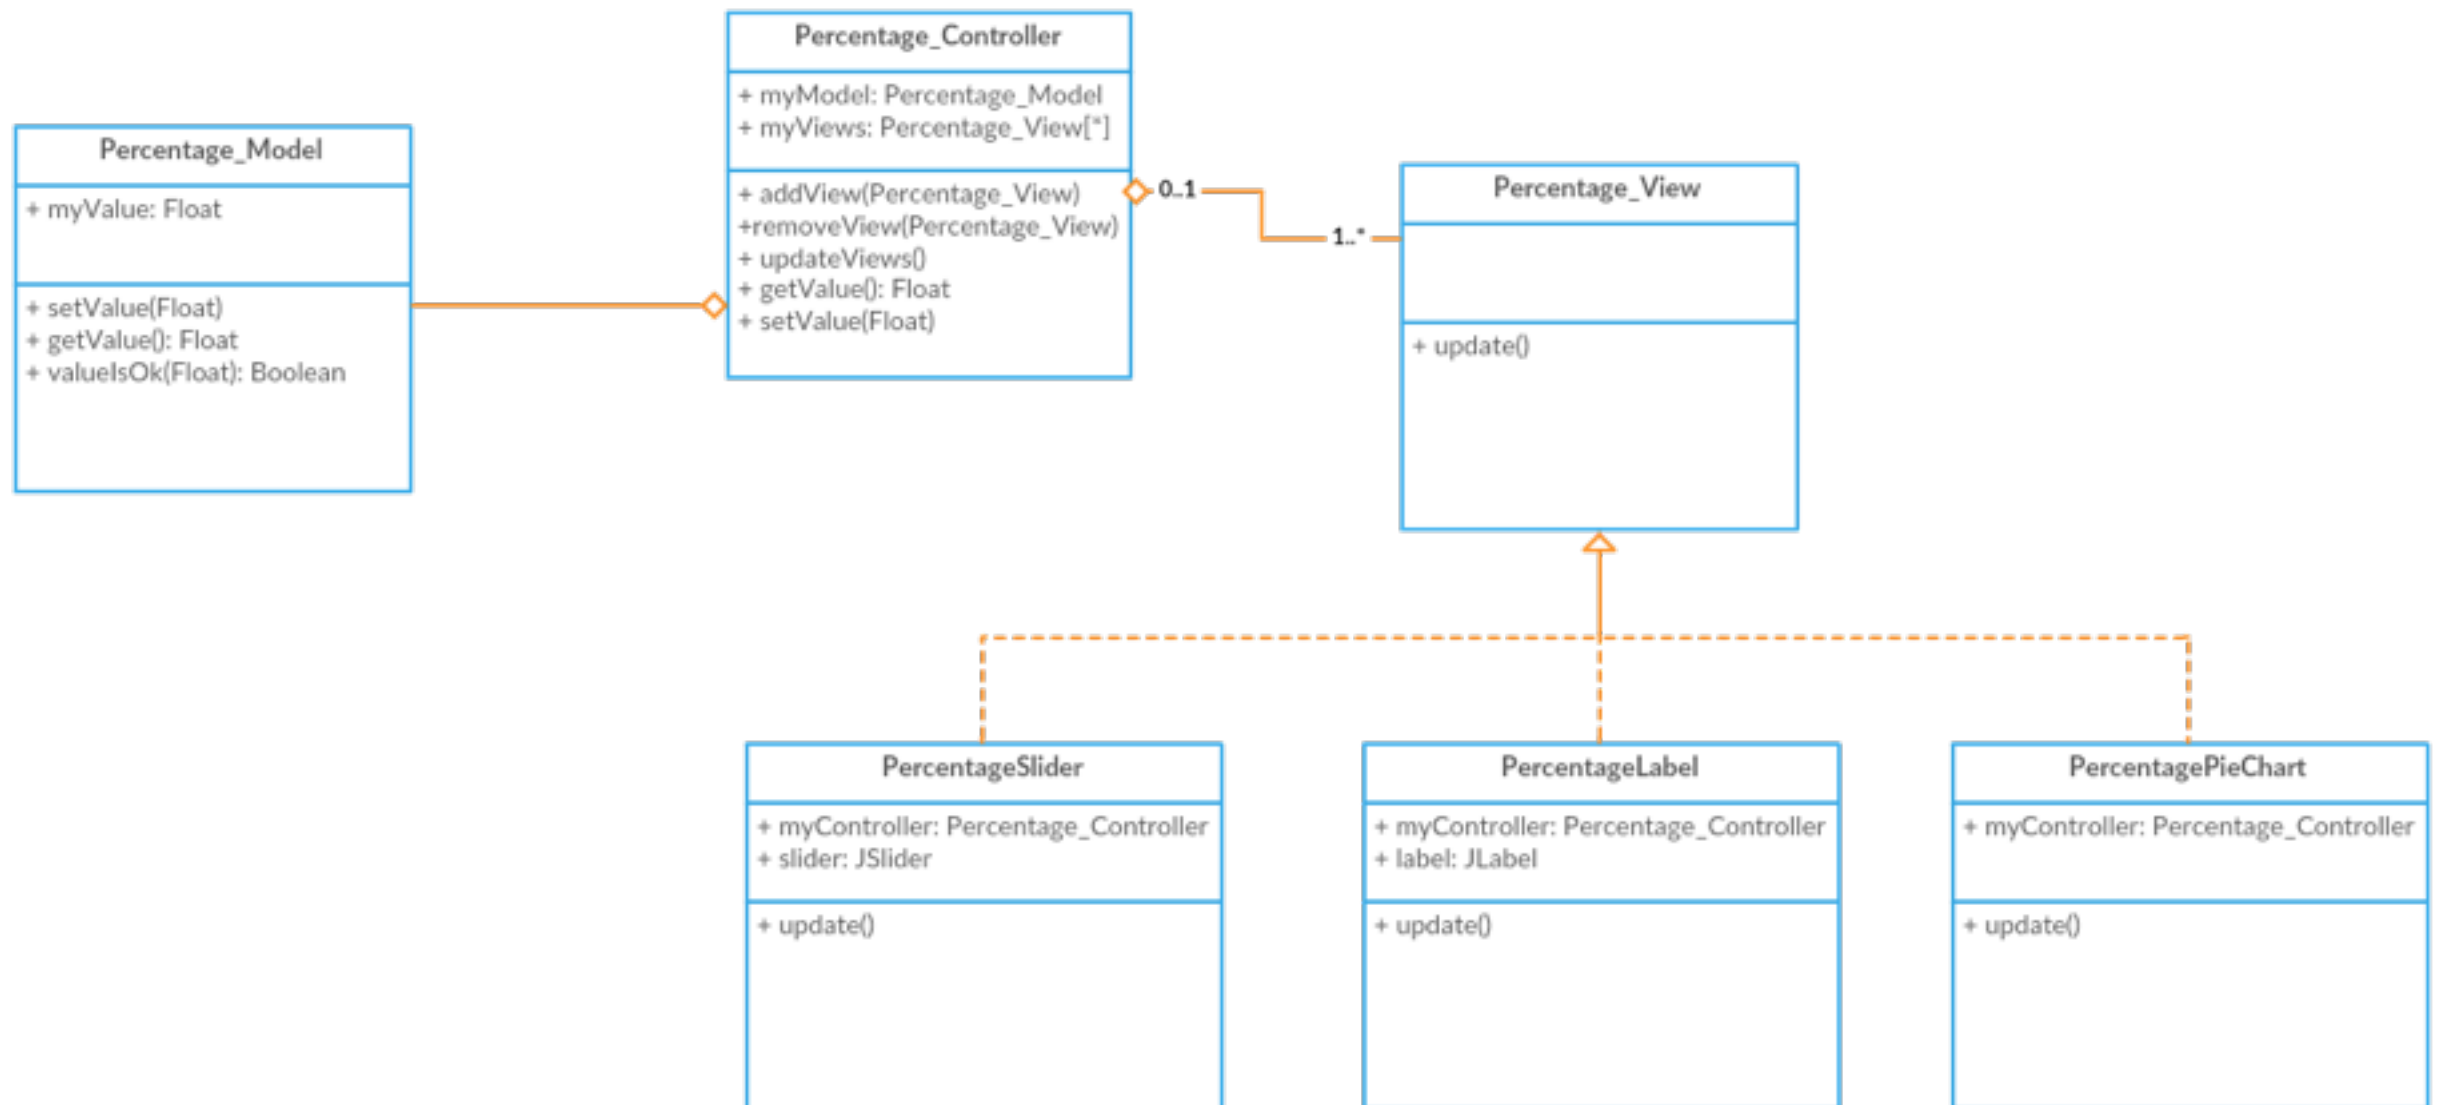 Percentage_Controller
+ myModel: Percentage_Model
+ myViews: Percentage_View[*]
+ addView(Percentage_View)
+removeView(Percentage_View)
+ updateViews()
+ getValue(): Float
+ setValue(Float)
Percentage_Model
+ myValue: Float
+ setValue(Float)
+ getValue(): Float
+ valueIsOk(Float): Boolean
0..1
1..*
Percentage_View
+ update()
PercentageSlider
+ myController: Percentage_Controller
+ slider: JSlider
+ update()
PercentageLabel
+ myController: Percentage_Controller
+ label: JLabel
+ update()
PercentagePieChart
+ myController: Percentage_Controller
+ update()